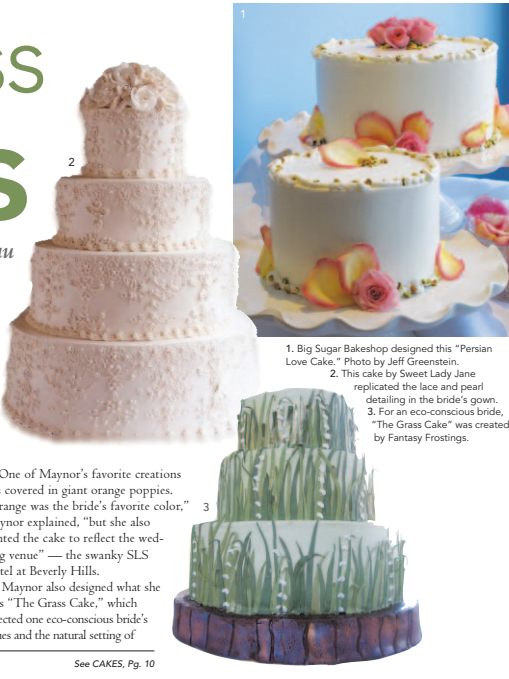 SS
s
au
1
2
1. Big Sugar Bakeshop designed this “Persian
Love Cake.” Photo by Jeff Greenstein.
2. This cake by Sweet Lady Jane
replicated the lace and pearl
detailing in the bride’s gown.
3. For an eco-conscious bride,
“The Grass Cake” was created
by Fantasy Frostings.
3
One of Maynor’s favorite creations
covered in giant orange poppies.
range was the bride’s favorite color,”
ynor explained, “but she also
nted the cake to reflect the wed-
g venue” — the swanky SLS
tel at Beverly Hills.
Maynor also designed what she
s “The Grass Cake,” which
ected one eco-conscious bride’s
es and the natural setting of
See CAKES, Pg. 10